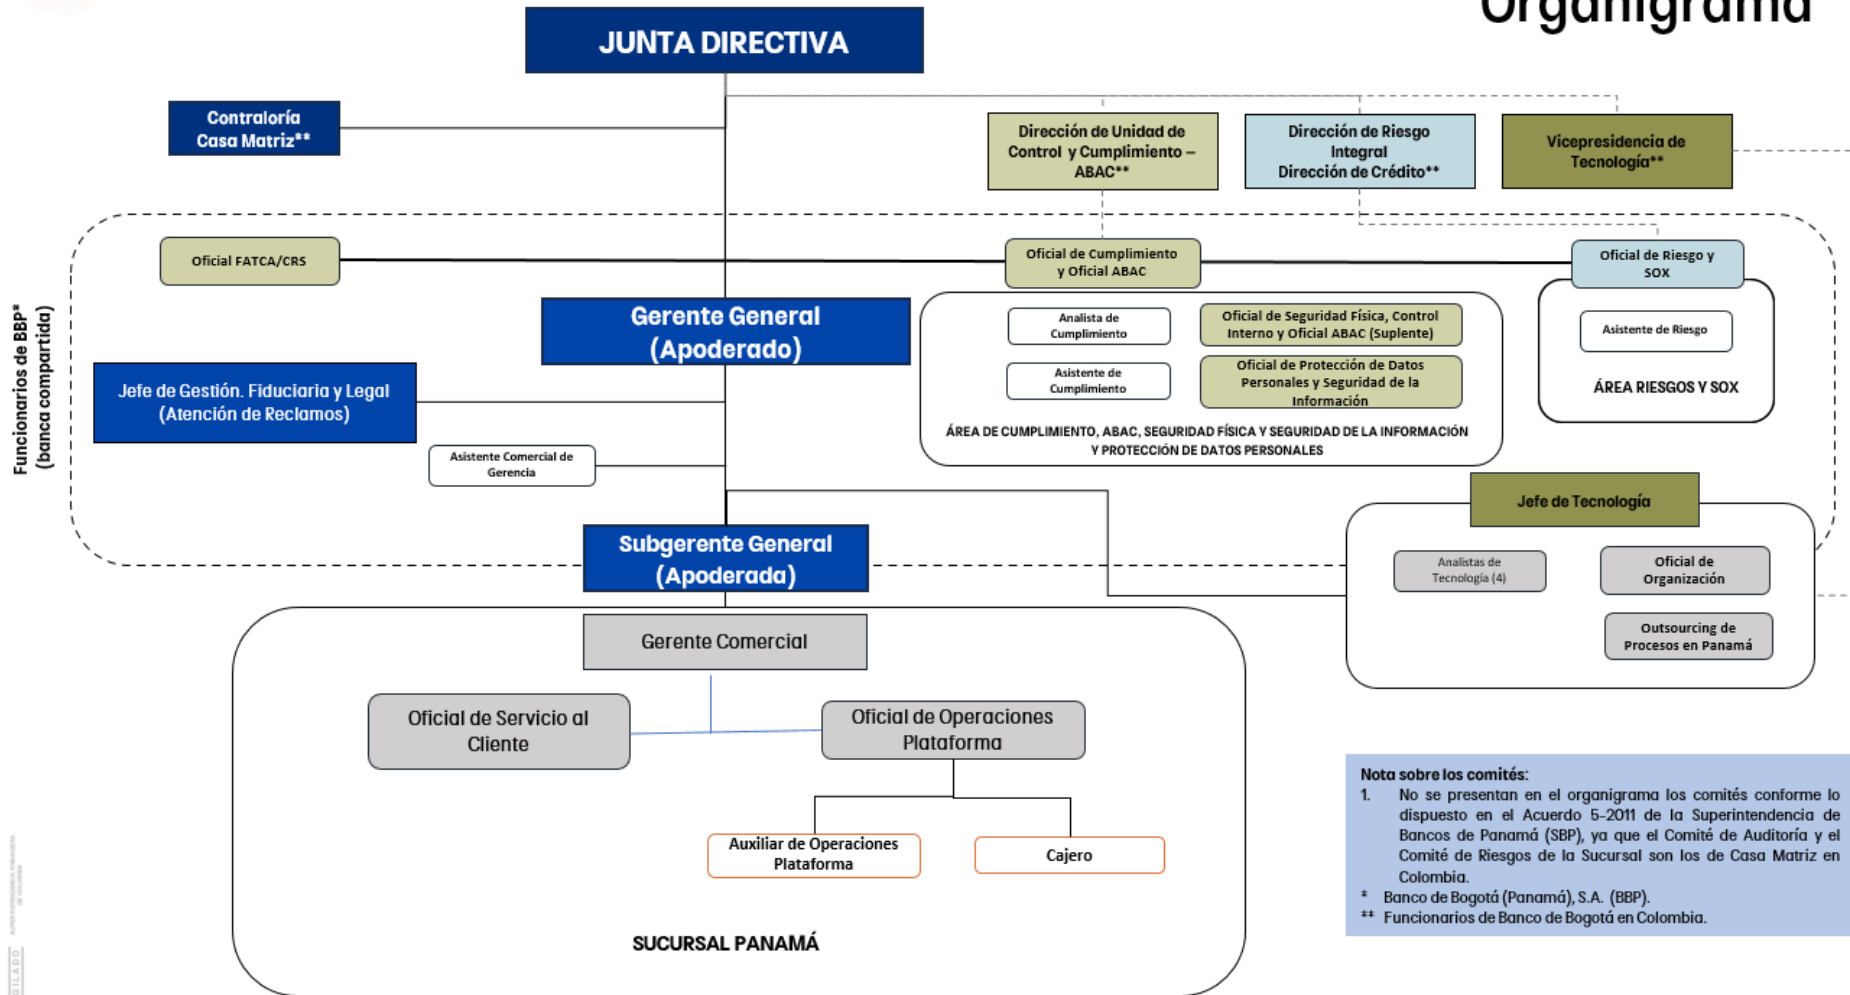 Organigrama
JUNTA DIRECTIVA
Contraloría
Casa Matriz**
Dirección de Unidad de
Control y Cumplimiento –
ABAC**
Dirección de Riesgo
Integral
Dirección de Crédito**
Vicepresidencia de
Tecnología**
Funcionarios de BBP*
(banca compartida)
Oficial FATCA/CRS
Oficial de Cumplimiento
y Oficial ABAC
Oficial de Riesgo y
SOX
Gerente General
(Apoderado)
Analista de
Cumplimiento
Oficial de Seguridad Física, Control
Interno y Oficial ABAC (Suplente)
Asistente de
Cumplimiento
Oficial de Protección de Datos
Personales y Seguridad de la
Información
ÁREA DE CUMPLIMIENTO, ABAC, SEGURIDAD FÍSICA Y SEGURIDAD DE LA INFORMACIÓN
Y PROTECCIÓN DE DATOS PERSONALES
Asistente de Riesgo
ÁREA RIESGOS Y SOX
Jefe de Gestión. Fiduciaria y Legal
(Atención de Reclamos)
Asistente Comercial de
Gerencia
Subgerente General
(Apoderada)
Jefe de Tecnología
Analistas de
Tecnología (4)
Oficial de
Organización
Outsourcing de
Procesos en Panamá
Gerente Comercial
Oficial de Servicio al
Cliente
Oficial de Operaciones
Plataforma
Auxiliar de Operaciones
Plataforma
Cajero
SUCURSAL PANAMÁ
Nota sobre los comités:
1. No se presentan en el organigrama los comités conforme lo
dispuesto en el Acuerdo 5-2011 de la Superintendencia de
Bancos de Panamá (SBP), ya que el Comité de Auditoría y el
Comité de Riesgos de la Sucursal son los de Casa Matriz en
Colombia.
* Banco de Bogotá (Panamá), S.A. (BBP).
** Funcionarios de Banco de Bogotá en Colombia.
SUPERINTENDENCIA FINANCIERA
DE COLOMBIA
GILADO